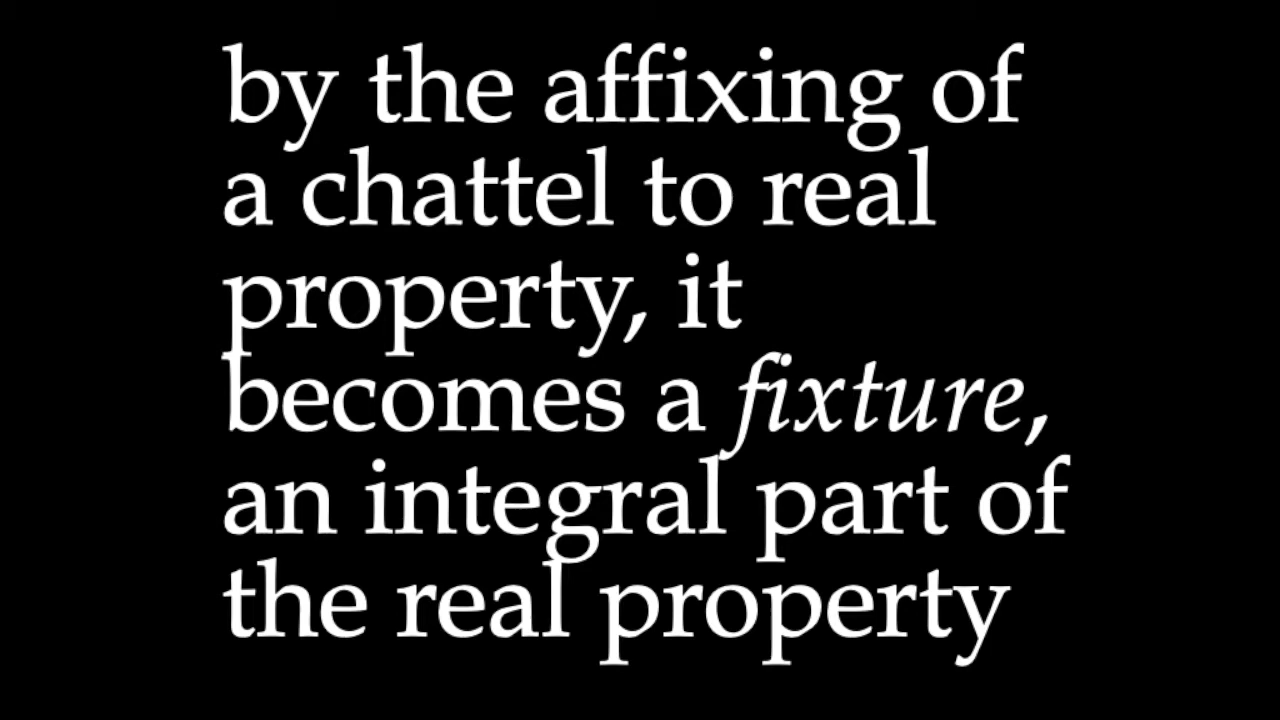 by the affixing of
a chattel to real
property, it
becomes a fixture,
an integral part of
the real property